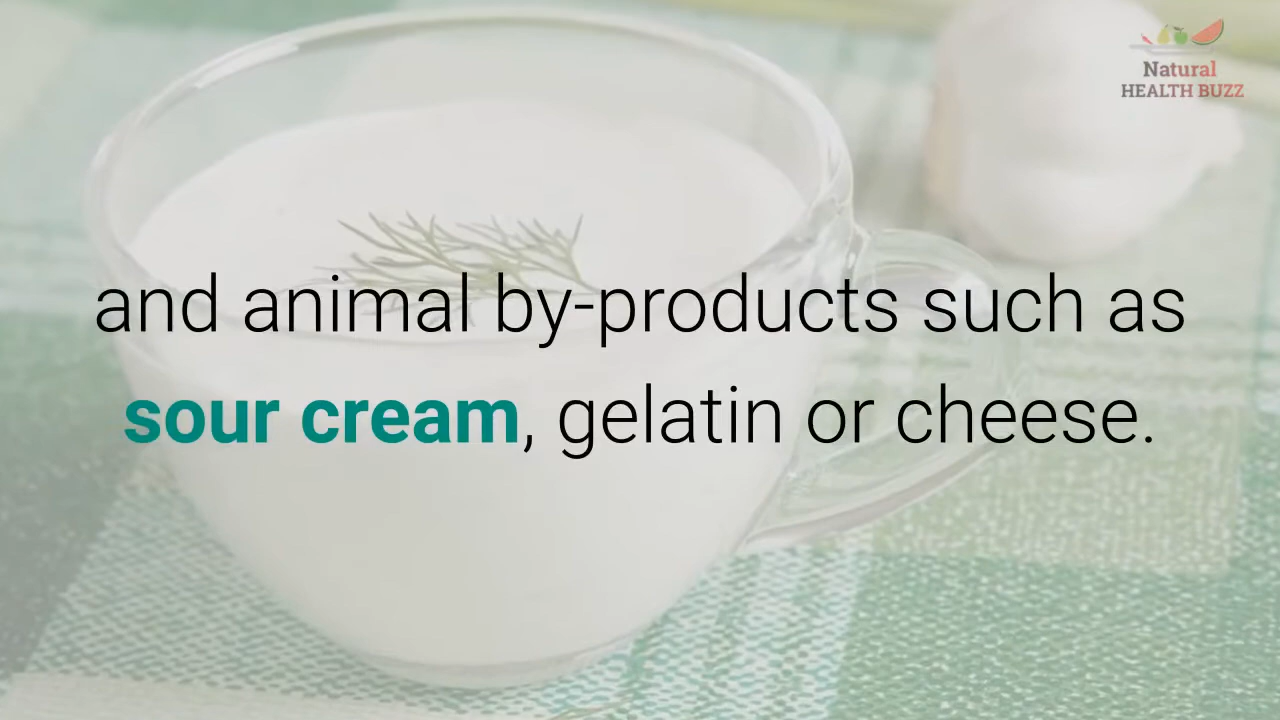 Natural
HEALTH BUZZ
and animal by-products such as
sour cream, gelatin or cheese.